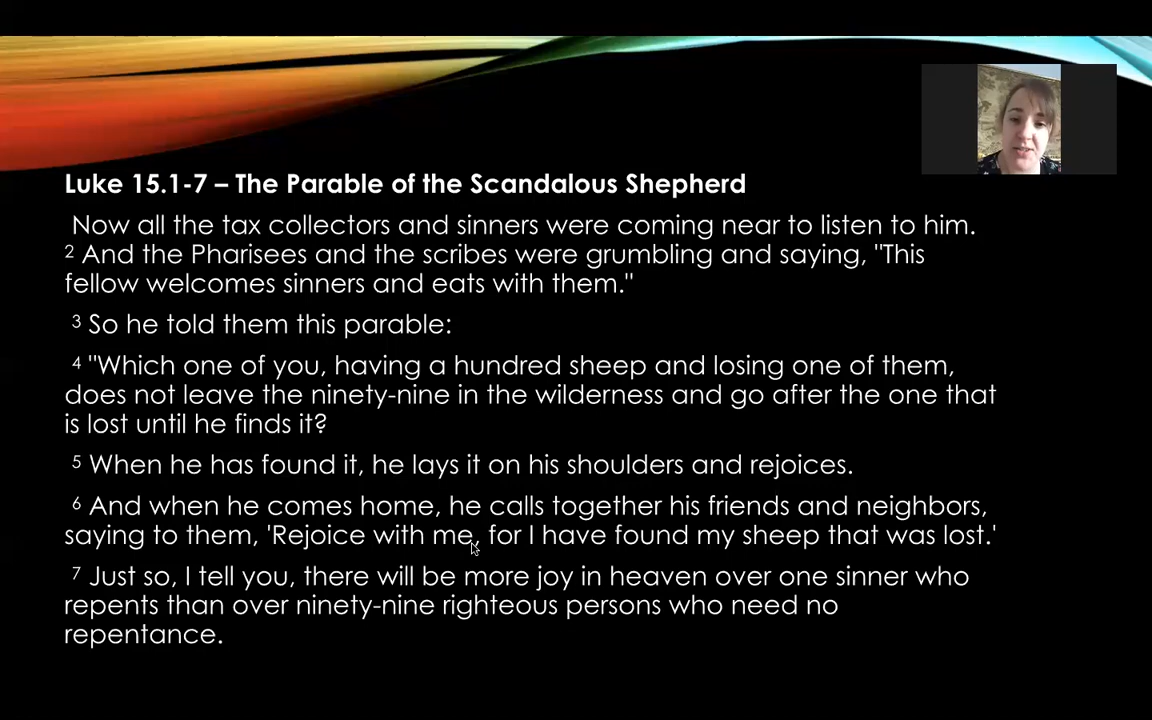 Luke 15.1-7 – The Parable of the Scandalous Shepherd
Now all the tax collectors and sinners were coming near to listen to him.
2 And the Pharisees and the scribes were grumbling and saying, "This
fellow welcomes sinners and eats with them."
3 So he told them this parable:
4 "Which one of you, having a hundred sheep and losing one of them,
does not leave the ninety-nine in the wilderness and go after the one that
is lost until he finds it?
5 When he has found it, he lays it on his shoulders and rejoices.
6 And when he comes home, he calls together his friends and neighbors,
saying to them, 'Rejoice with me, for I have found my sheep that was lost.'
7 Just so, I tell you, there will be more joy in heaven over one sinner who
repents than over ninety-nine righteous persons who need no
repentance.